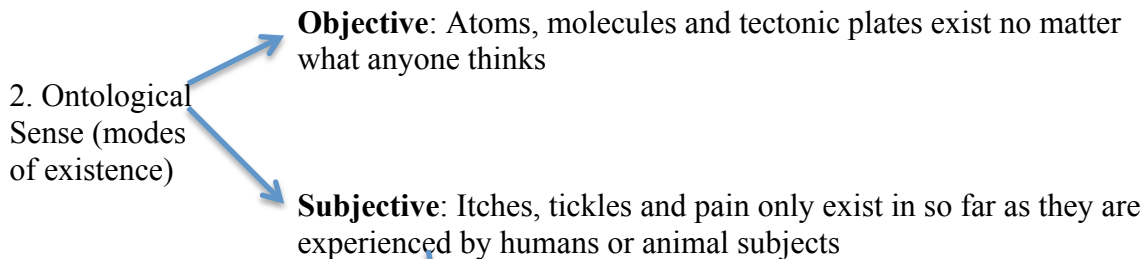 Objective: Atoms, molecules and tectonic plates exist no matter
what anyone thinks
2. Ontological
Sense (modes
of existence)
Subjective: Itches, tickles and pain only exist in so far as they are
experienced by humans or animal subjects